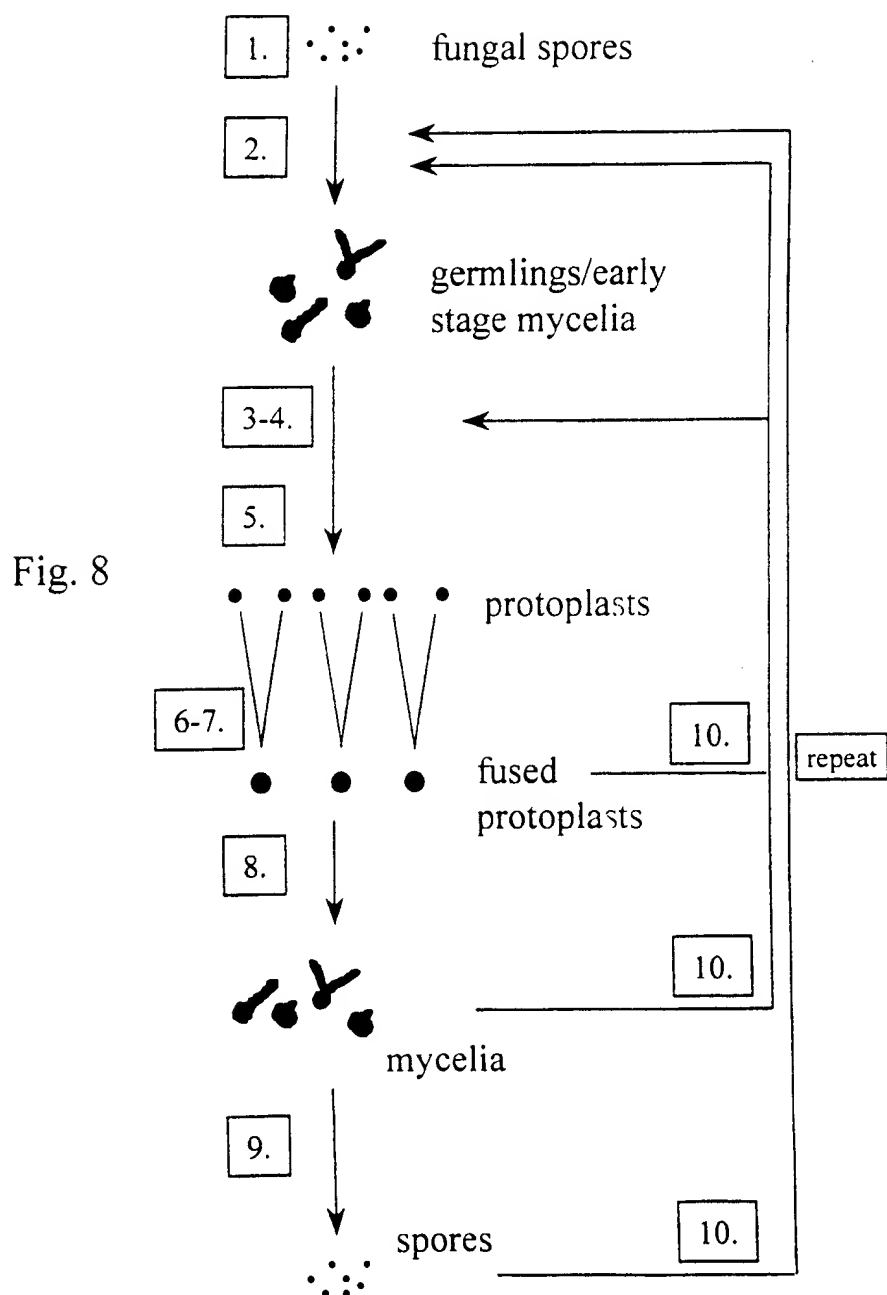 1.
fungal spores
2.
germlings/early
stage mycelia
3-4.
5.
Fig. 8
protoplasts
6-7.
10.
repeat
fused
protoplasts
8.
10.
mycelia
9.
10.
spores